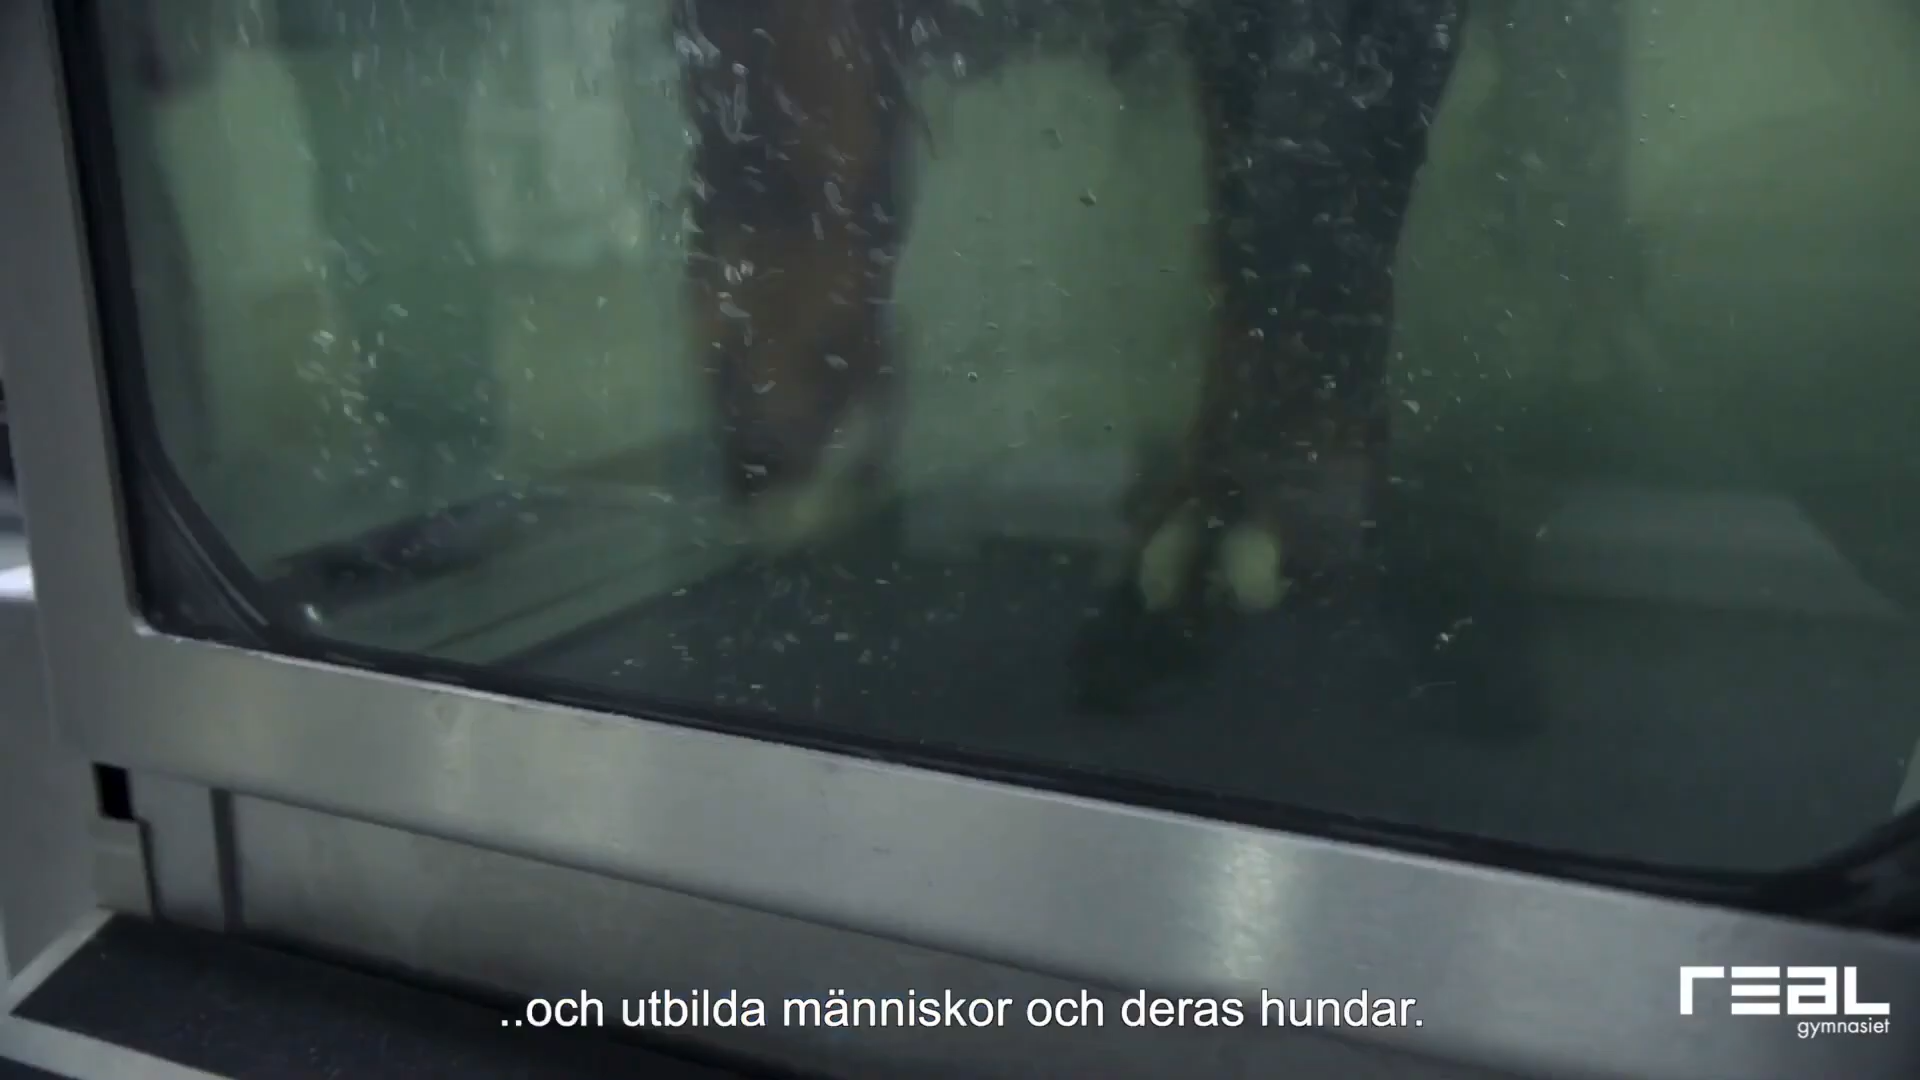 ..och utbilda människor och deras hundar.
REAL
gymnasiet